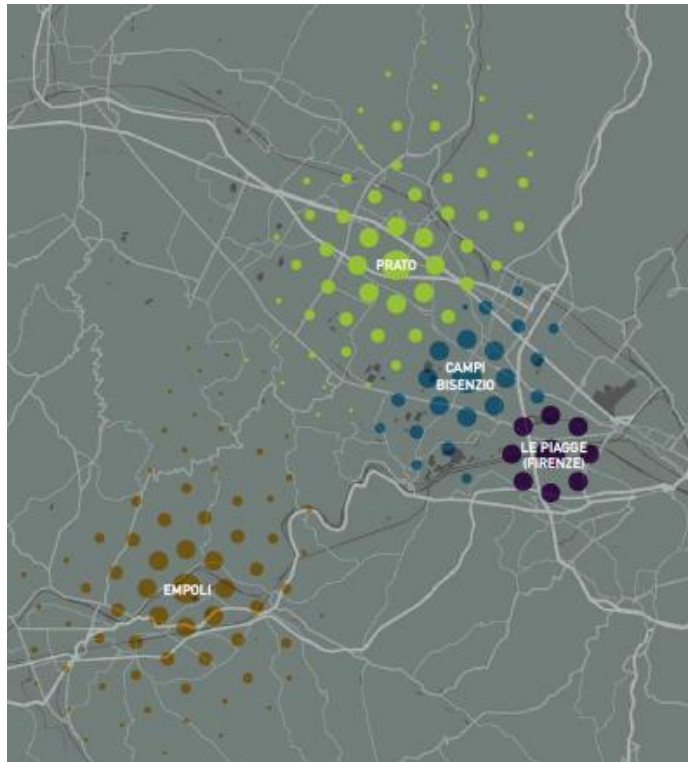 PRATO
CAMPI
BISENZIO
LE PIAGGE
(FIRENZE)
EMPOLI